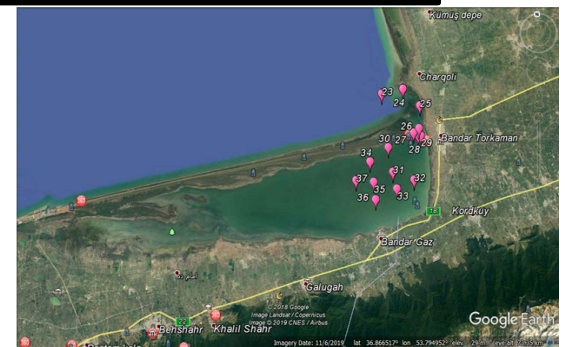 Kumuş depe
Charqoli
23
24
25
26
27
28
29
Bandar Torkaman
30
34
31
37
35
32
33
36
Kordkuy
Bandar Gaz
Galugah
Behshahr
Khalil Shahr
© 2018 Google
Image Landsat / Copernicus
Image © 2019 CNES / Airbus
Google Earth
Imagery Date: 11/6/2019 lat 36.866517° lon 53.794952°